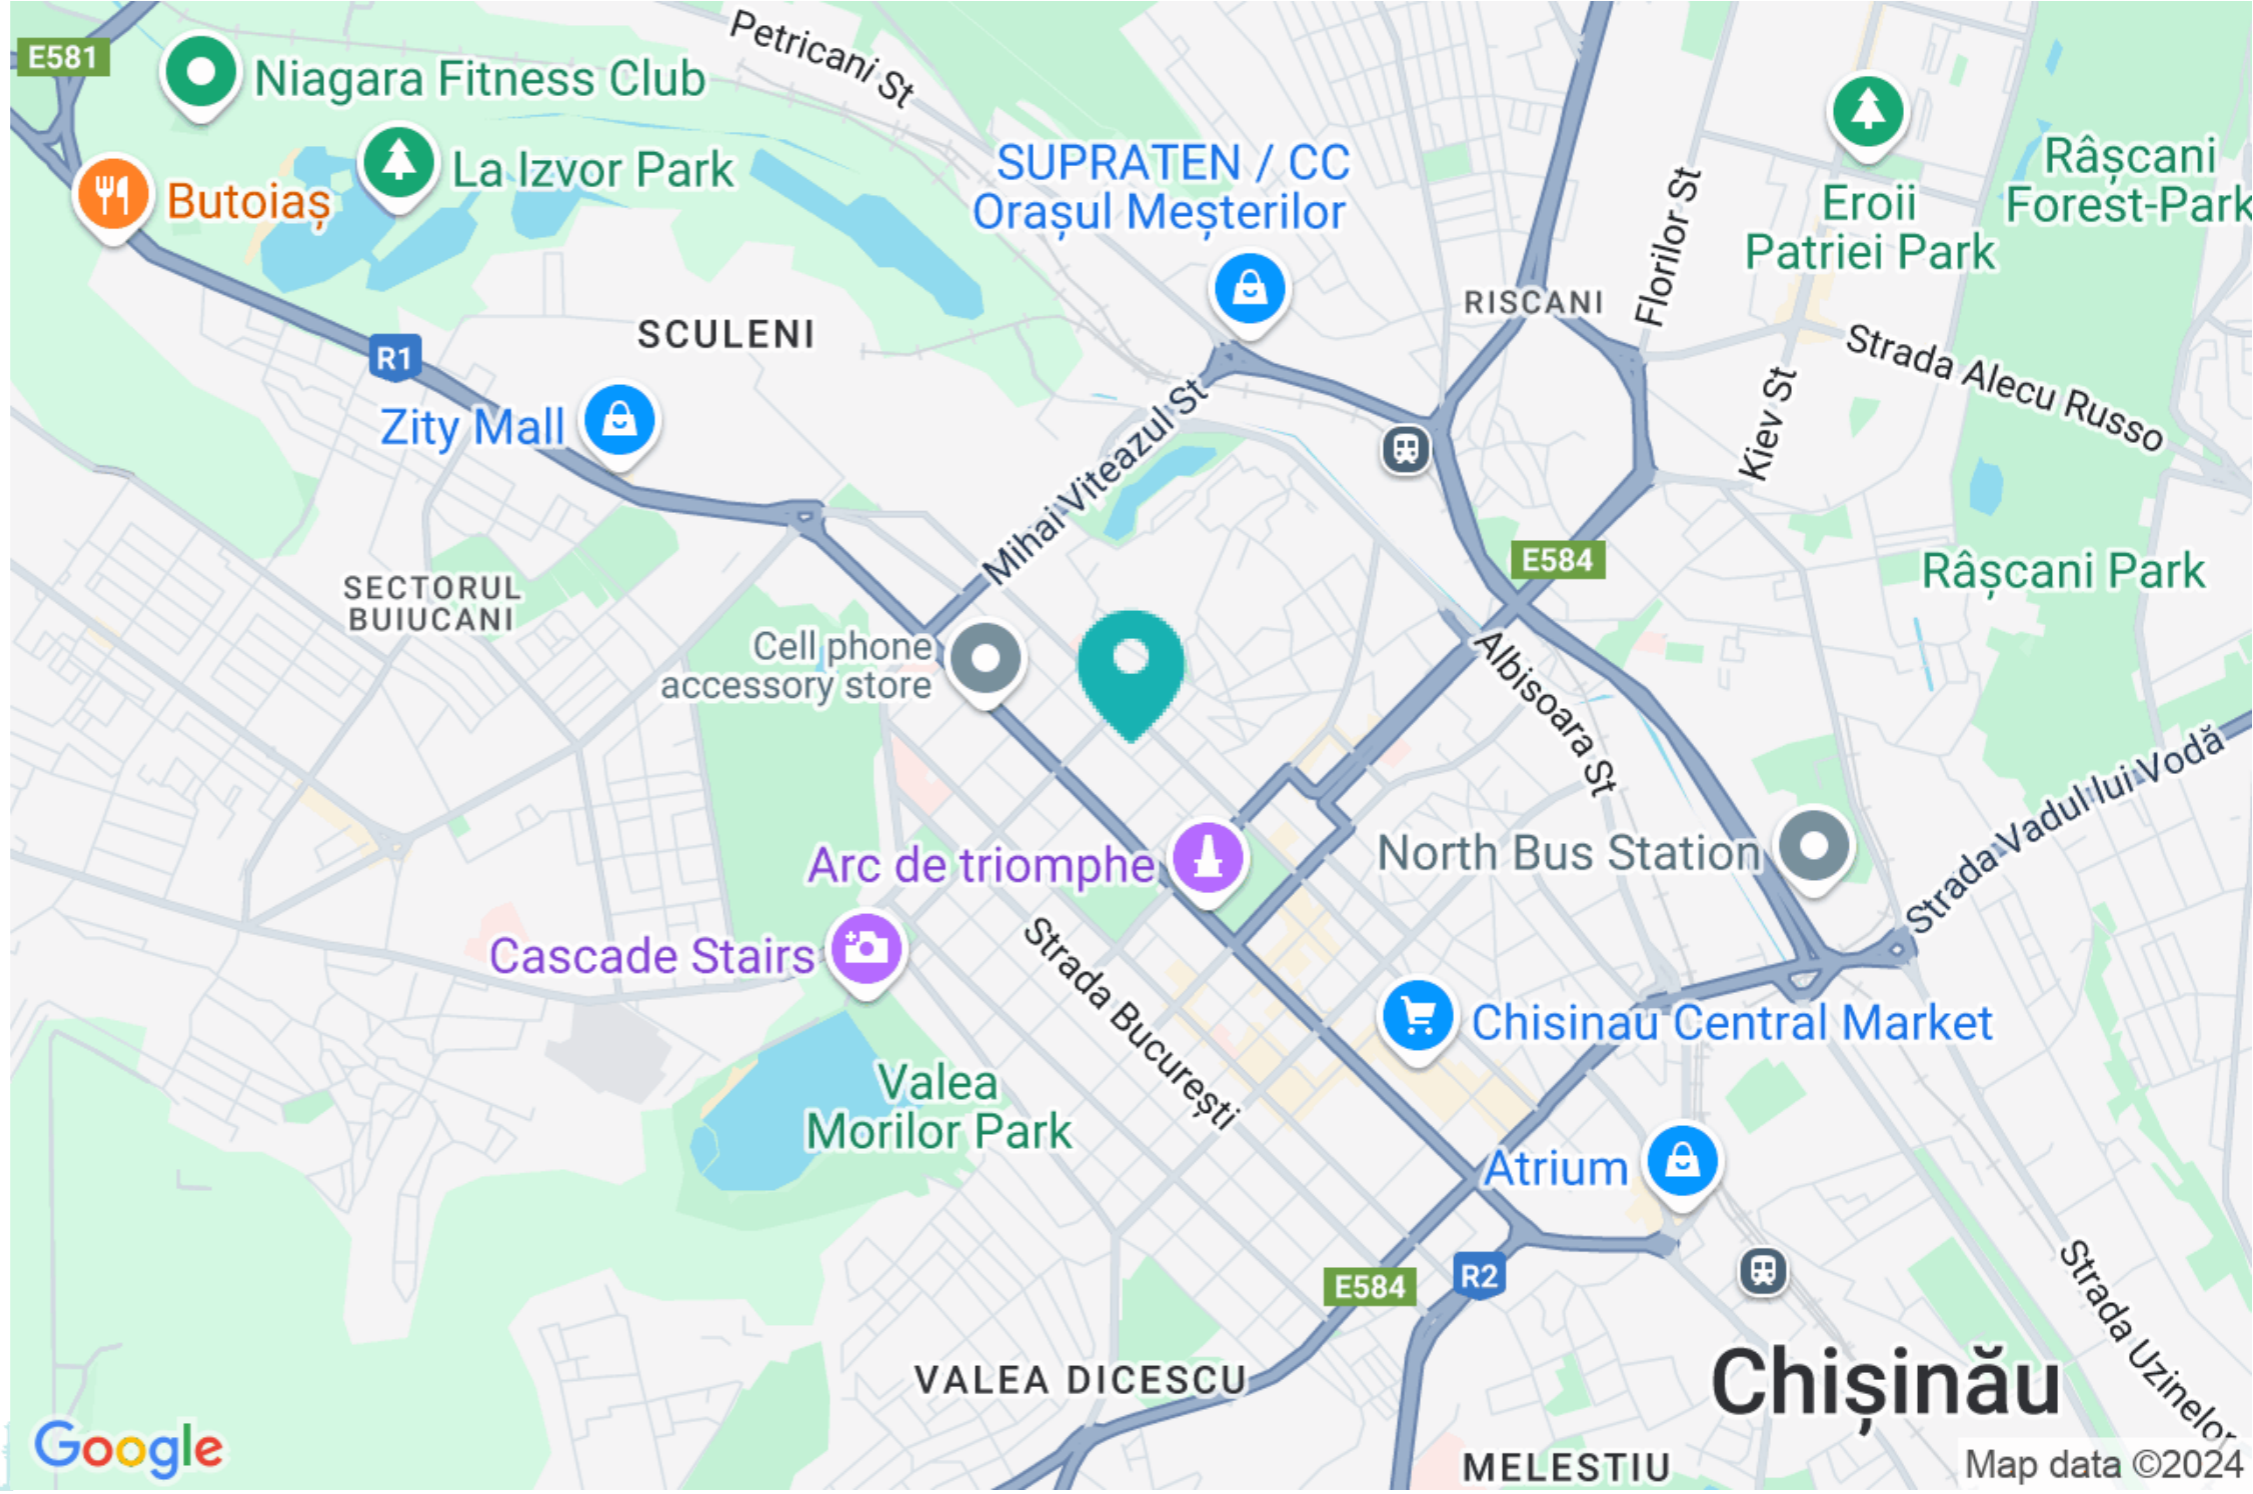 Petricani St
E581
Niagara Fitness Club
La Izvor Park
SUPRATEN / CC
Orașul Meșterilor
Râșcani
Forest-Park
Eroii
Patriei Park
Butoiaș
Florilor St
RISCANI
SCULENI
R1
Strada Alecu Russo
Zity Mall
Mihai Viteazul St
Kiev St
E584
Râșcani Park
SECTORUL
BUIUCANI
Cell phone
accessory store
Albisoara St
Strada Vadul lui Vodă
Arc de triomphe
North Bus Station
Cascade Stairs
Strada București
Chisinau Central Market
Valea
Morilor Park
Atrium
E584
R2
Strada Uzinelor
VALEA DICESCU
Chișinău
Google
MELESTIU
Map data ©2024